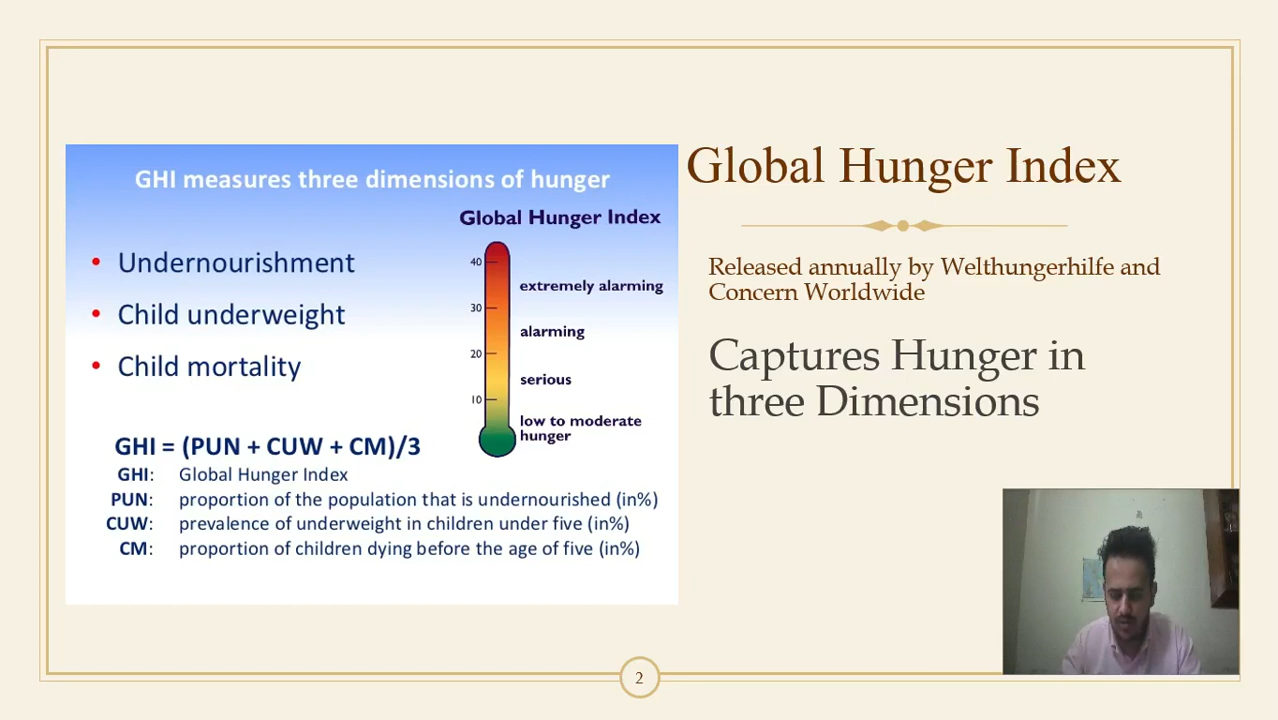 GHI measures three dimensions of hunger
Global Hunger Index
• Undernourishment
• Child underweight
• Child mortality
40
30
20
10
extremely alarming
alarming
serious
low to moderate
hunger
GHI = (PUN + CUW + CM)/3
GHI: Global Hunger Index
PUN: proportion of the population that is undernourished (in%)
CUW: prevalence of underweight in children under five (in%)
CM: proportion of children dying before the age of five (in%)
Global Hunger Index
Released annually by Welthungerhilfe and
Concern Worldwide
Captures Hunger in
three Dimensions
2